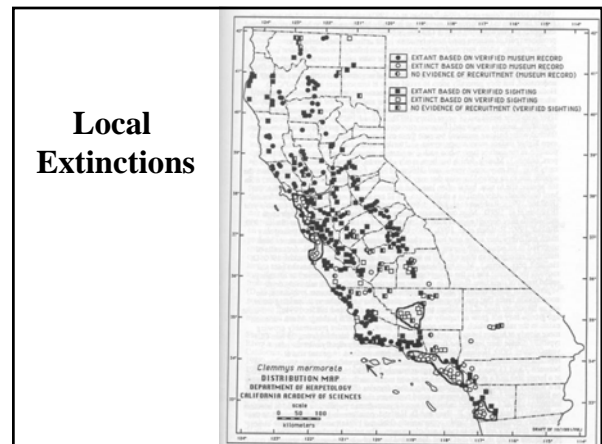 Local
Extinctions
EXTANT BASED ON VERIFIED MUSEUM RECORD
EXTINCT BASED ON VERIFIED MUSEUM RECORD
NO EVIDENCE OF RECRUITMENT (MUSEUM RECORD)
EXTANT BASED ON VERIFIED SIGHTING
EXTINCT BASED ON VERIFIED SIGHTING
NO EVIDENCE OF RECRUITMENT (VERIFIED SIGHTING)
Clemmys marmorata
DISTRIBUTION MAP
DEPARTMENT OF HERPETOLOGY
CALIFORNIA ACADEMY OF SCIENCES
scale
0 50 100
kilometers